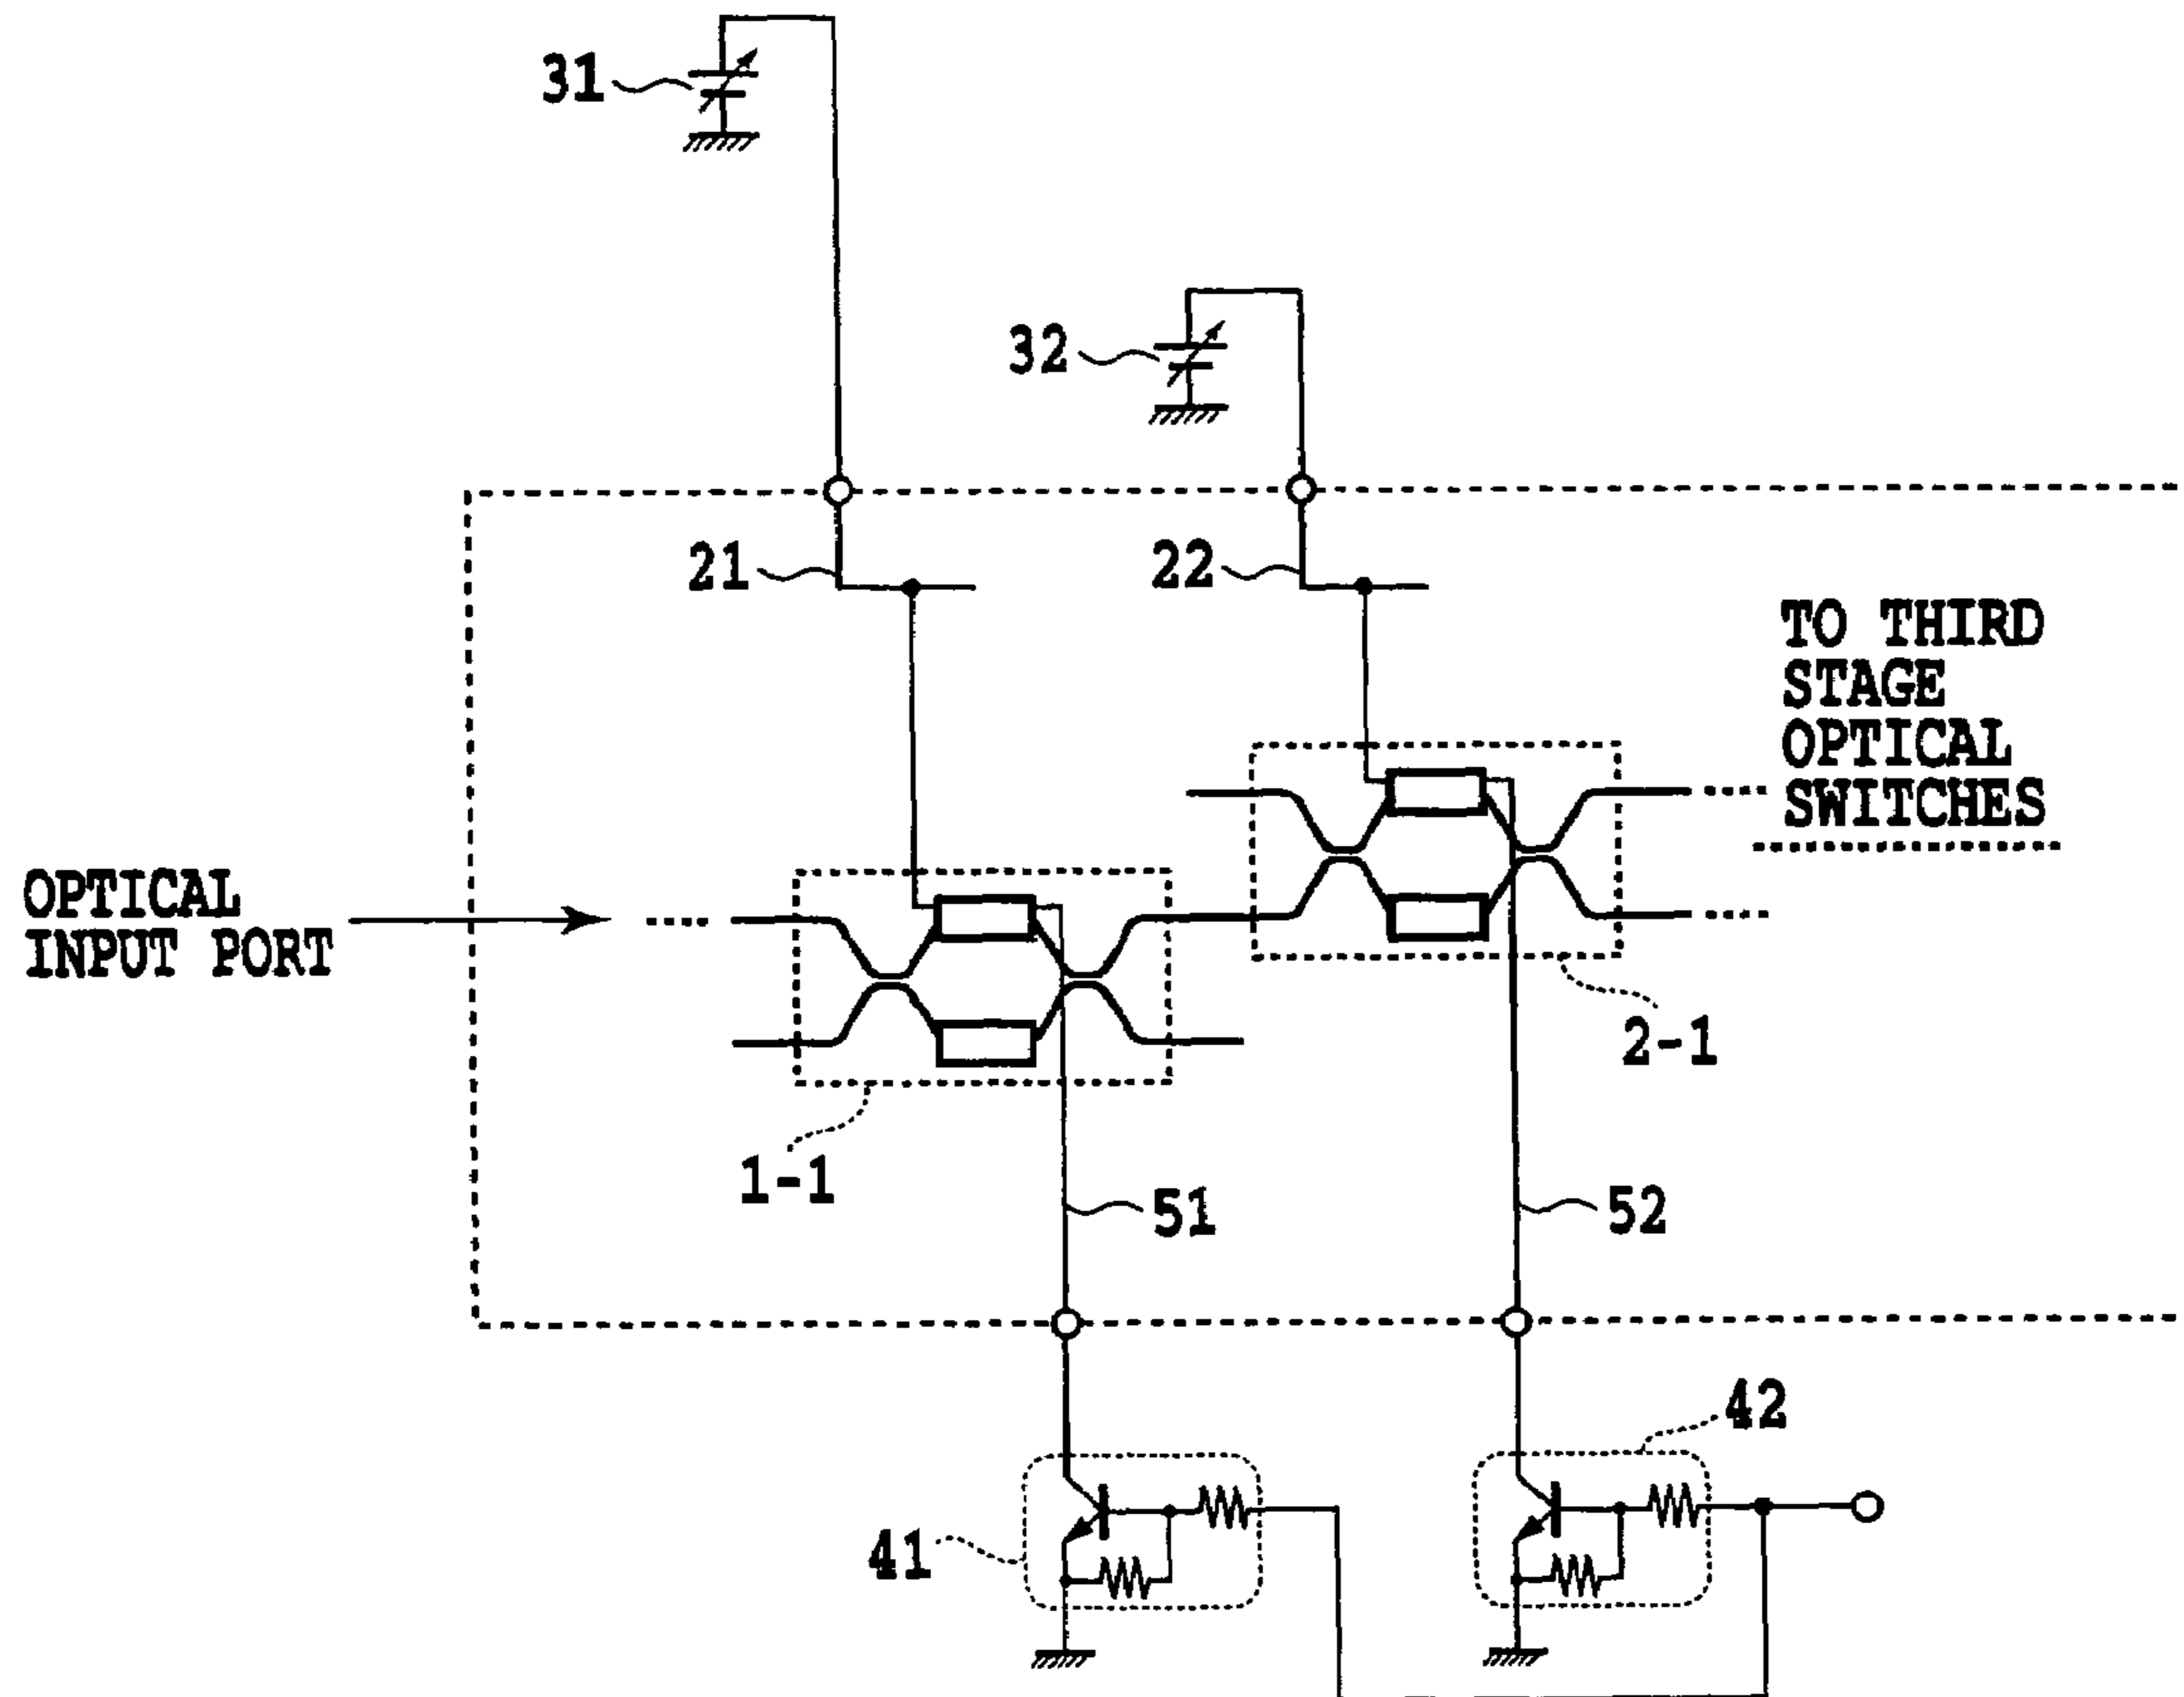 31
32
21
22
TO THIRD
STAGE
OPTICAL
SWITCHES
OPTICAL
INPUT PORT
2-1
1-1
51
52
42
41